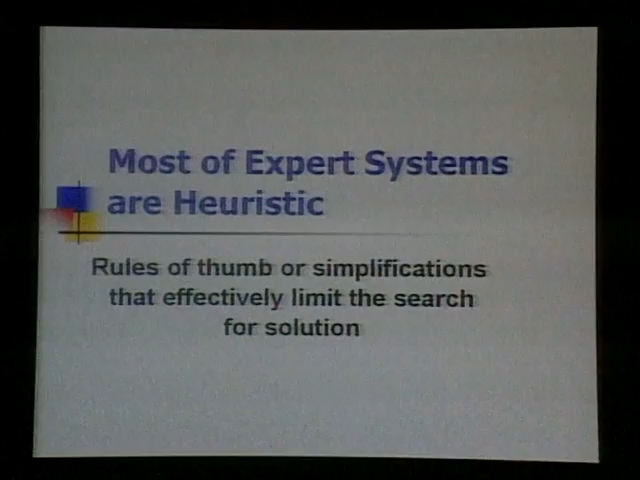 Most of Expert Systems
are Heuristic
Rules of thumb or simplifications
that effectively limit the search
for solution